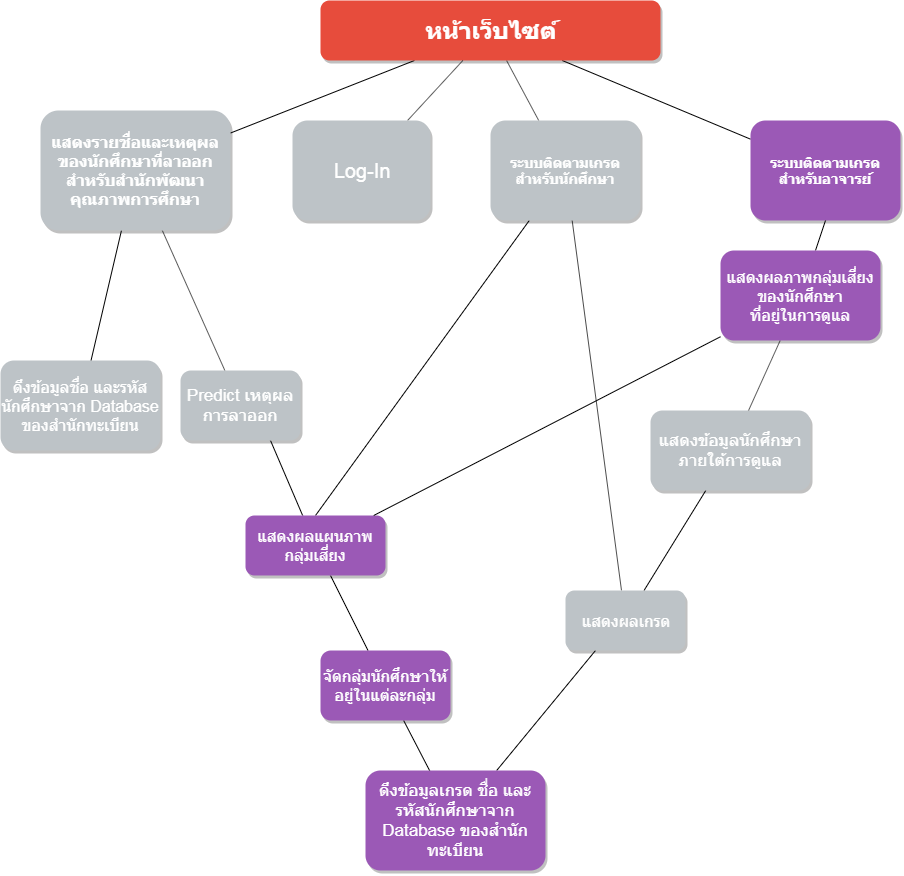 หน้าเว็บไซต์
แสดงรายชื่อและเหตุผล
ของนักศึกษาที่ลาออก
สำหรับสำนักพัฒนา
คุณภาพการศึกษา
Log-In
ระบบติดตามเกรด
สำหรับนักศึกษา
ระบบติดตามเกรด
สำหรับอาจารย์
แสดงผลภาพกลุ่มเสี่ยง
ของนักศึกษา
ที่อยู่ในการดูแล
ดึงข้อมูลชื่อ และรหัส
นักศึกษาจาก Database
ของสำนักทะเบียน
Predict เหตุผล
การลาออก
แสดงข้อมูลนักศึกษา
ภายใต้การดูแล
แสดงผลแผนภาพ
กลุ่มเสี่ยง
แสดงผลเกรด
จัดกลุ่มนักศึกษาให้
อยู่ในแต่ละกลุ่ม
ดึงข้อมูลเกรด ชื่อ และ
รหัสนักศึกษาจาก
Database ของสำนัก
ทะเบียน